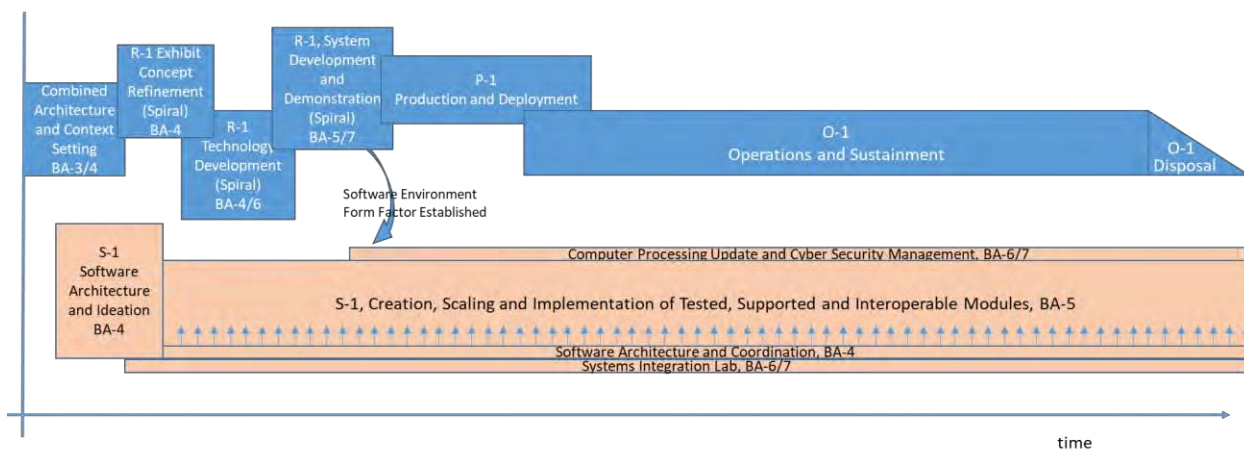 Combined
Architecture
and Context
Setting
BA-3/4
R-1 Exhibit
Concept
Refinement
(Spiral)
BA-4
R-1
Technology
Development
(Spiral)
BA-4/6
R-1, System
Development
and
Demonstration
(Spiral)
BA-5/7
P-1
Production and Deployment
O-1
Operations and Sustainment
O-1
Disposal
Software Environment
Form Factor Established
S-1
Software
Architecture
and Ideation
BA-4
Computer Processing Update and Cyber Security Management, BA-6/7
S-1, Creation, Scaling and Implementation of Tested, Supported and Interoperable Modules, BA-5
Software Architecture and Coordination, BA-4
Systems Integration Lab, BA-6/7
time